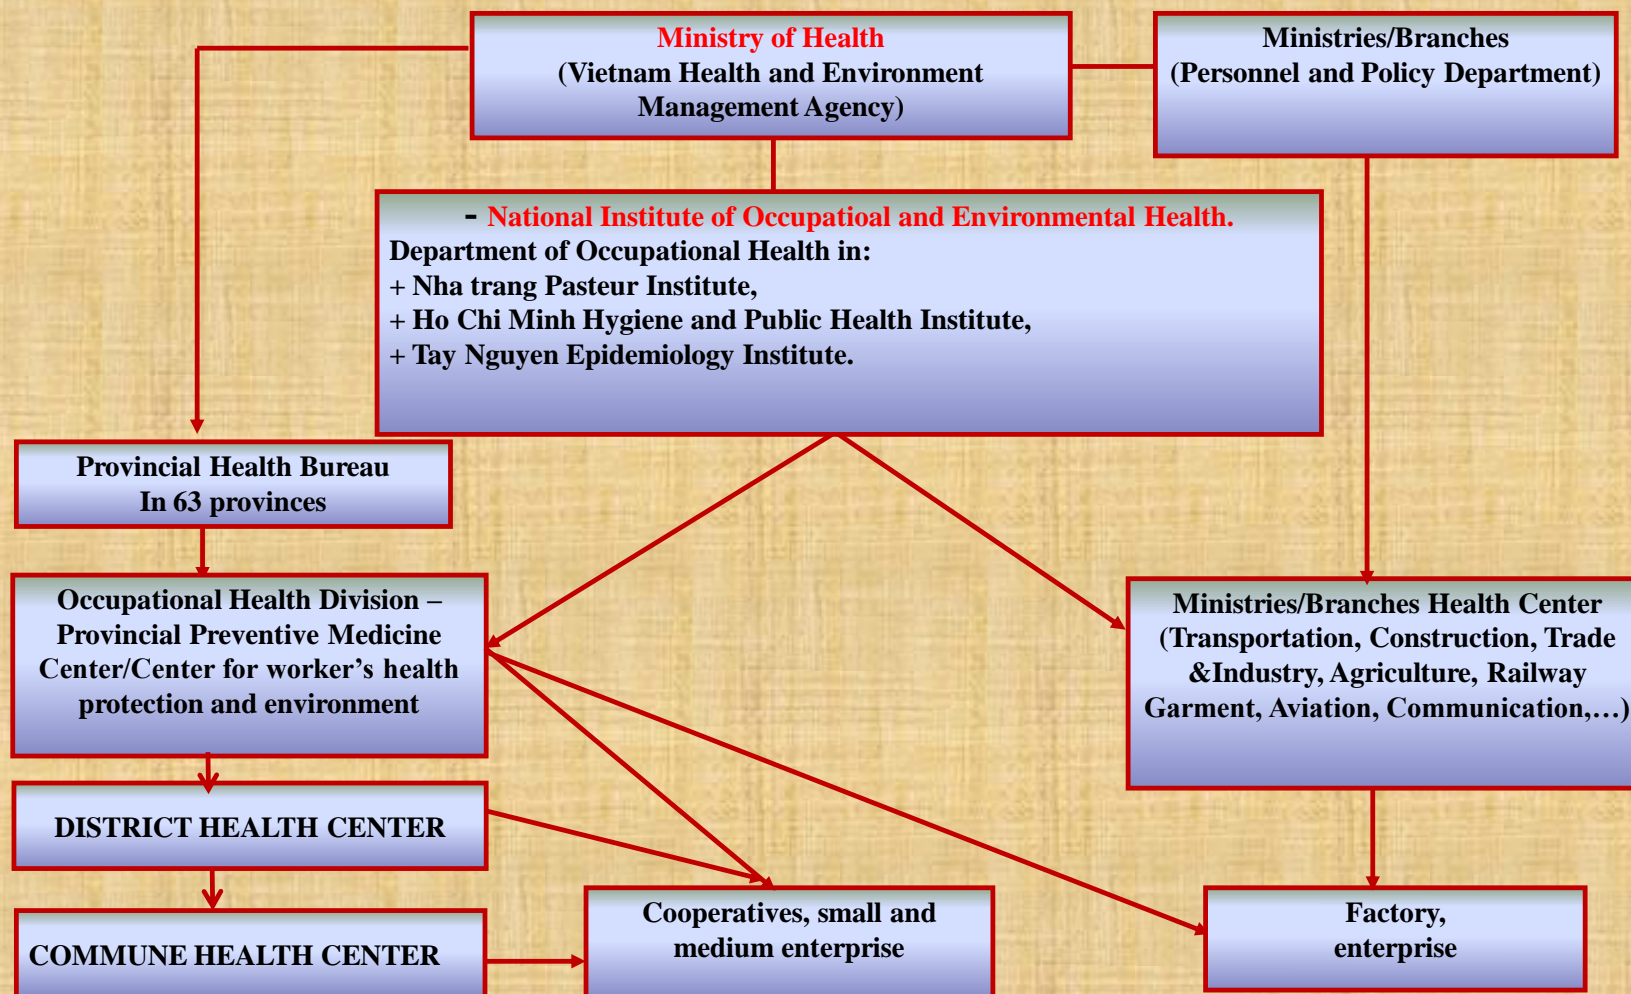 Ministry of Health
(Vietnam Health and Environment
Management Agency)
Ministries/Branches
(Personnel and Policy Department)
- National Institute of Occupatioal and Environmental Health.
Department of Occupational Health in:
+ Nha trang Pasteur Institute,
+ Ho Chi Minh Hygiene and Public Health Institute,
+ Tay Nguyen Epidemiology Institute.
Provincial Health Bureau
In 63 provinces
Occupational Health Division –
Provincial Preventive Medicine
Center/Center for worker’s health
protection and environment
Ministries/Branches Health Center
(Transportation, Construction, Trade
&Industry, Agriculture, Railway
Garment, Aviation, Communication,…)
DISTRICT HEALTH CENTER
COMMUNE HEALTH CENTER
Cooperatives, small and
medium enterprise
Factory,
enterprise